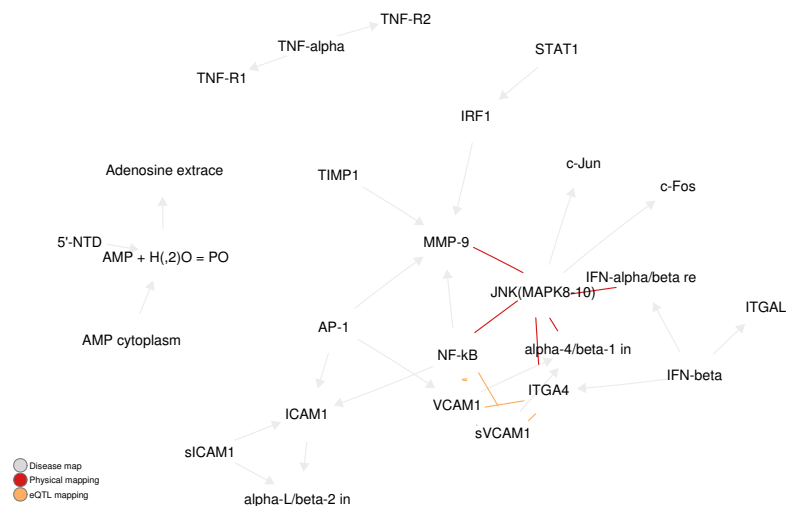 TNF-R2
TNF-alpha
STAT1
TNF-R1
IRF1
c-Jun
Adenosine extrace
TIMP1
c-Fos
5'-NTD
MMP-9
AMP + H(,2)O = PO
IFN-alpha/beta re
JNK(MAPK8-10)
ITGAL
AP-1
AMP cytoplasm
alpha-4/beta-1 in
NF-kB
IFN-beta
ITGA4
VCAM1
ICAM1
sVCAM1
sICAM1
Disease map
Physical mapping
eQTL mapping
alpha-L/beta-2 in